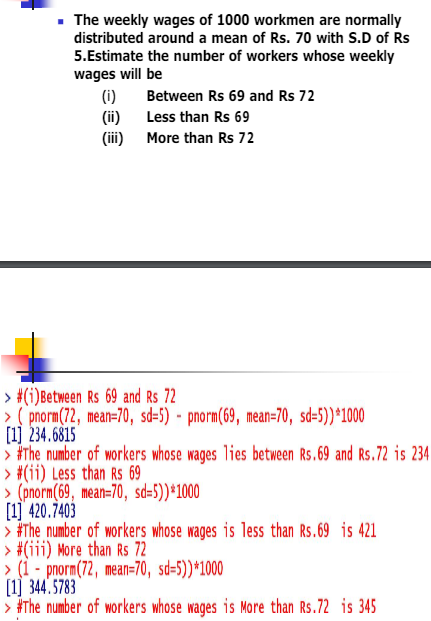 ▪ The weekly wages of 1000 workmen are normally
distributed around a mean of Rs. 70 with S.D of Rs
5.Estimate the number of workers whose weekly
wages will be
(i) Between Rs 69 and Rs 72
(ii) Less than Rs 69
(iii) More than Rs 72
> #(i)Between Rs 69 and Rs 72
> ( pnorm(72, mean=70, sd=5) - pnorm(69, mean=70, sd=5))*1000
[1] 234.6815
> #The number of workers whose wages lies between Rs.69 and Rs.72 is 234
> #(ii) Less than Rs 69
> (pnorm(69, mean=70, sd=5))*1000
[1] 420.7403
> #The number of workers whose wages is less than Rs.69 is 421
> #(iii) More than Rs 72
> (1 - pnorm(72, mean=70, sd=5))*1000
[1] 344.5783
> #The number of workers whose wages is More than Rs.72 is 345